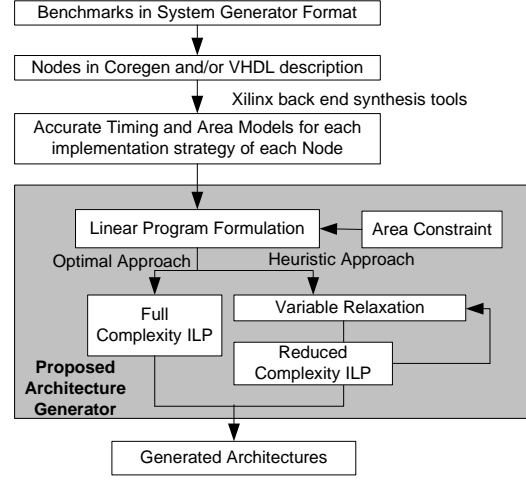 Benchmarks in System Generator Format
Nodes in Coregen and/or VHDL description
Xilinx back end synthesis tools
Accurate Timing and Area Models for each
implementation strategy of each Node
Linear Program Formulation
Area Constraint
Optimal Approach
Heuristic Approach
Full
Complexity ILP
Variable Relaxation
Reduced
Complexity ILP
Proposed
Architecture
Generator
Generated Architectures